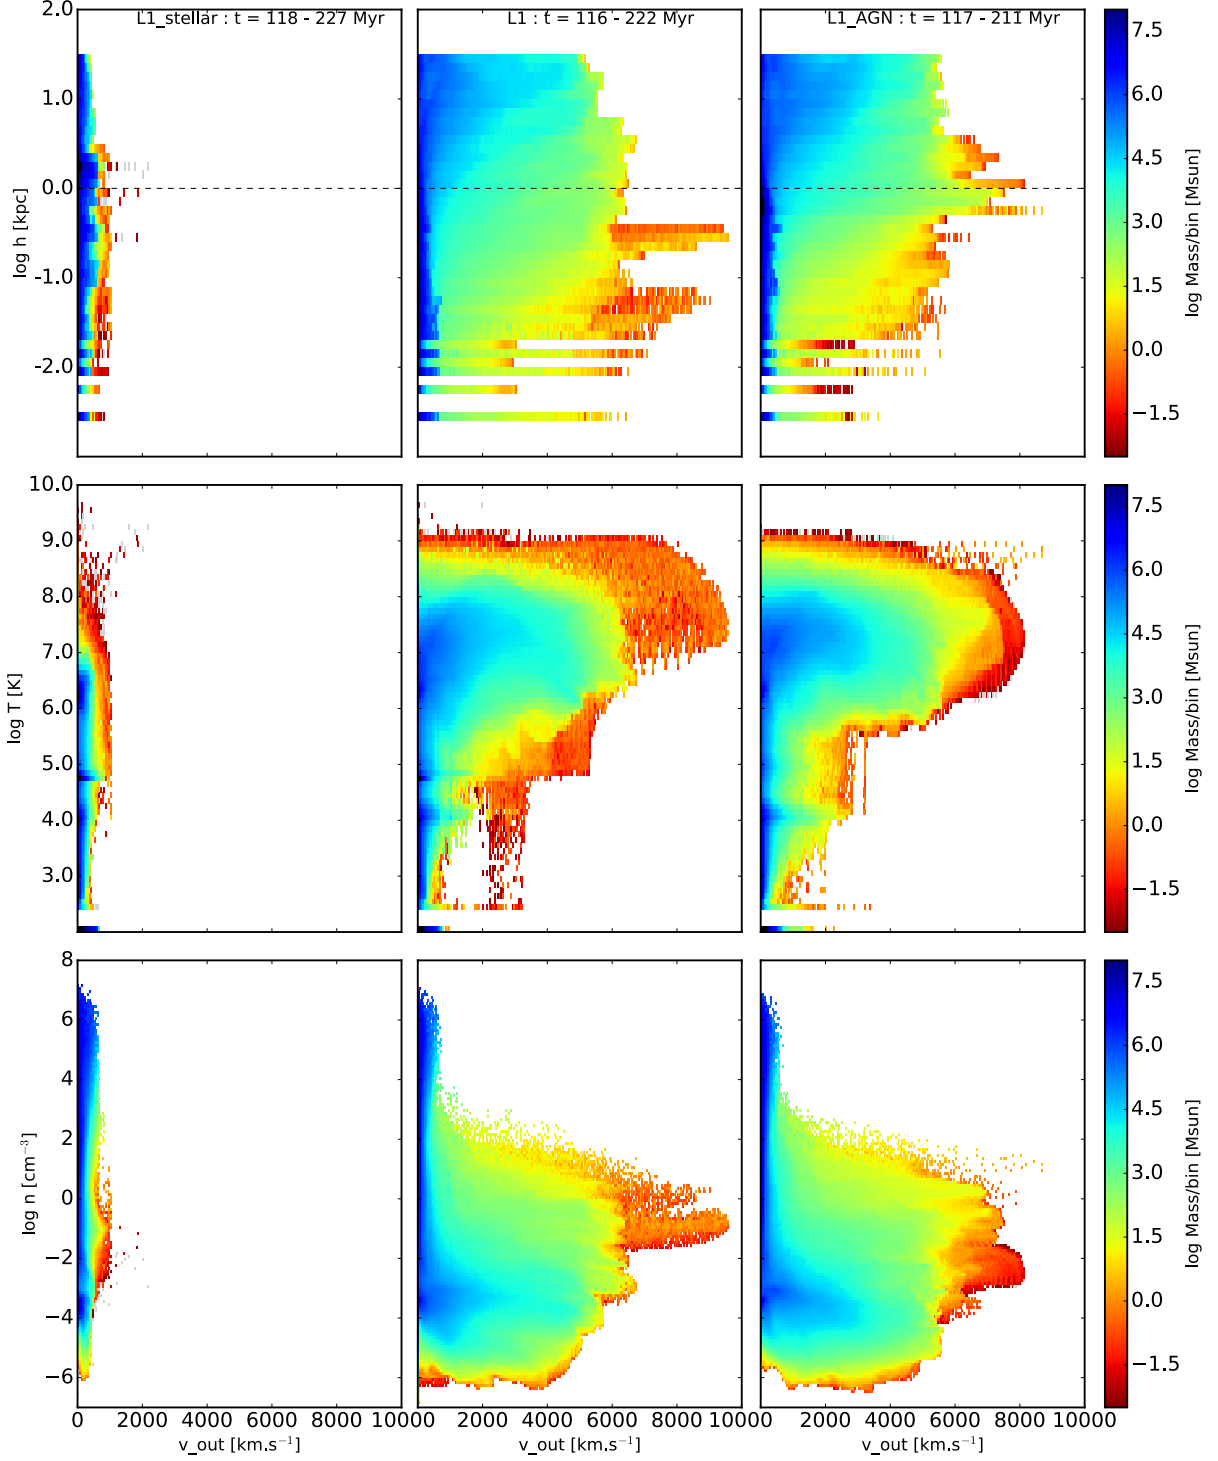 L1_stellar : t = 118 - 227 Myr
L1 : t = 116 - 222 Myr
L1_AGN : t = 117 - 211 Myr
2.0
1.0
0.0
-1.0
-2.0
log h [kpc]
7.5
6.0
4.5
3.0
1.5
0.0
−1.5
log Mass/bin [Msun]
10.0
9.0
8.0
7.0
6.0
5.0
4.0
3.0
log T [K]
7.5
6.0
4.5
3.0
1.5
0.0
−1.5
log Mass/bin [Msun]
8
6
4
2
0
−2
−4
−6
log n [cm⁻³]
7.5
6.0
4.5
3.0
1.5
0.0
−1.5
log Mass/bin [Msun]
0 2000 4000 6000 8000 1000
0 2000 4000 6000 8000 1000
0 2000 4000 6000 8000 10000
v_out [km.s⁻¹]
v_out [km.s⁻¹]
v_out [km.s⁻¹]